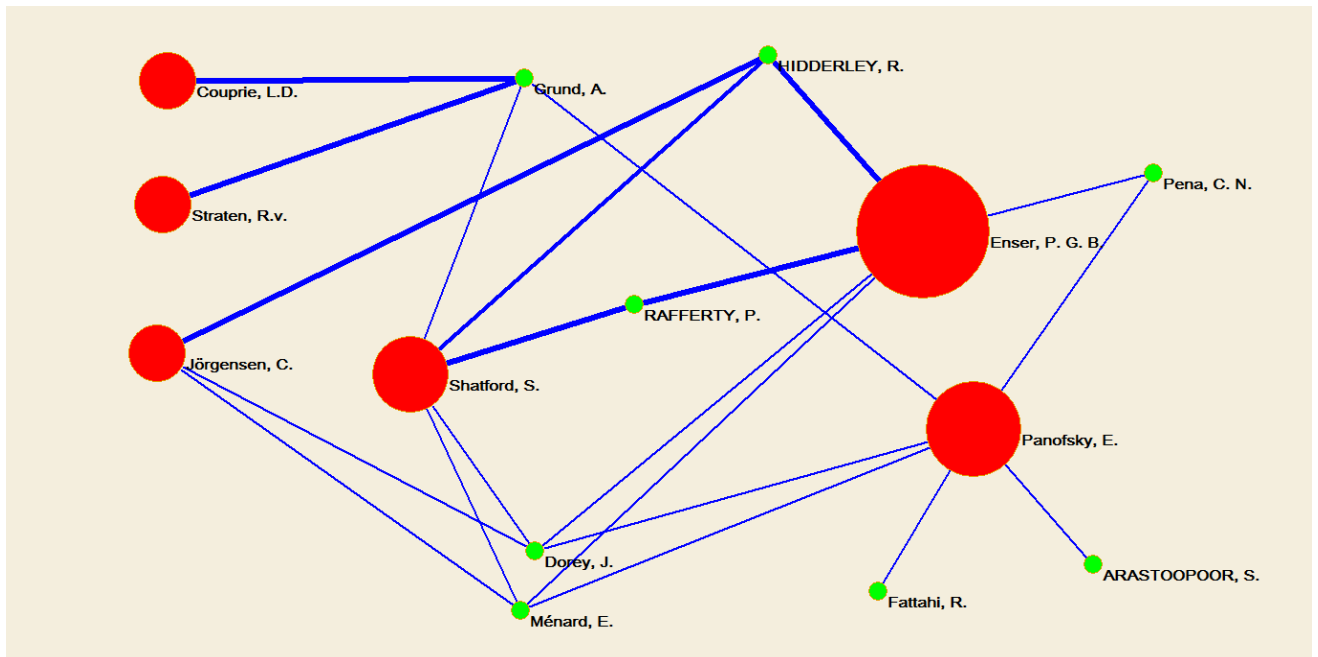 HIDDERLEY, R.
Couprie, L.D.
Grund, A.
Pena, C. N.
Straten, R.v.
Enser, P. G. B.
RAFFERTY, P.
Jörgensen, C.
Shatford, S.
Panofsky, E.
Dorey, J.
ARASTOOPOOR, S.
Fattahi, R.
Ménard, E.